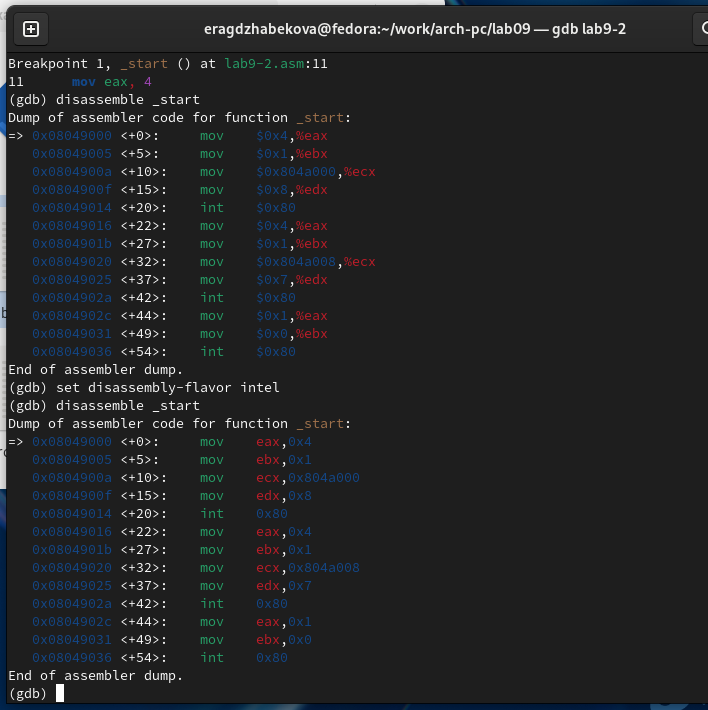 eragdzhabekova@fedora:~/work/arch-pc/lab09 — gdb lab9-2
Breakpoint 1, _start () at lab9-2.asm:11
11      mov eax, 4
(gdb) disassemble _start
Dump of assembler code for function _start:
=> 0x08049000 <+0>:     mov    $0x4,%eax
   0x08049005 <+5>:     mov    $0x1,%ebx
   0x0804900a <+10>:    mov    $0x804a000,%ecx
   0x0804900f <+15>:    mov    $0x8,%edx
   0x08049014 <+20>:    int    $0x80
   0x08049016 <+22>:    mov    $0x4,%eax
   0x0804901b <+27>:    mov    $0x1,%ebx
   0x08049020 <+32>:    mov    $0x804a008,%ecx
   0x08049025 <+37>:    mov    $0x7,%edx
   0x0804902a <+42>:    int    $0x80
   0x0804902c <+44>:    mov    $0x1,%eax
   0x08049031 <+49>:    mov    $0x0,%ebx
   0x08049036 <+54>:    int    $0x80
End of assembler dump.
(gdb) set disassembly-flavor intel
(gdb) disassemble _start
Dump of assembler code for function _start:
=> 0x08049000 <+0>:     mov    eax,0x4
   0x08049005 <+5>:     mov    ebx,0x1
   0x0804900a <+10>:    mov    ecx,0x804a000
   0x0804900f <+15>:    mov    edx,0x8
   0x08049014 <+20>:    int    0x80
   0x08049016 <+22>:    mov    eax,0x4
   0x0804901b <+27>:    mov    ebx,0x1
   0x08049020 <+32>:    mov    ecx,0x804a008
   0x08049025 <+37>:    mov    edx,0x7
   0x0804902a <+42>:    int    0x80
   0x0804902c <+44>:    mov    eax,0x1
   0x08049031 <+49>:    mov    ebx,0x0
   0x08049036 <+54>:    int    0x80
End of assembler dump.
(gdb)